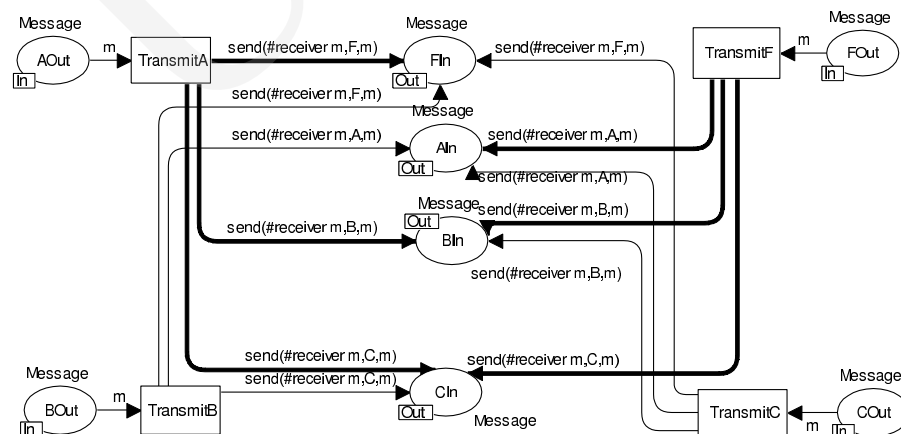 Message
Message
Message
m
send(#receiver m,F,m)
send(#receiver m,F,m)
m
AOut
TransmitA
FIn
TransmitF
FOut
In
Out
In
send(#receiver m,F,m)
Message
send(#receiver m,A,m)
send(#receiver m,A,m)
AIn
Out
send(#receiver m,A,m)
Message
send(#receiver m,B,m)
Out
send(#receiver m,B,m)
BIn
send(#receiver m,B,m)
send(#receiver m,C,m)
send(#receiver m,C,m)
Message
send(#receiver m,C,m)
Message
BOut
m
TransmitB
CIn
Out
Message
TransmitC
m
COut
In
In